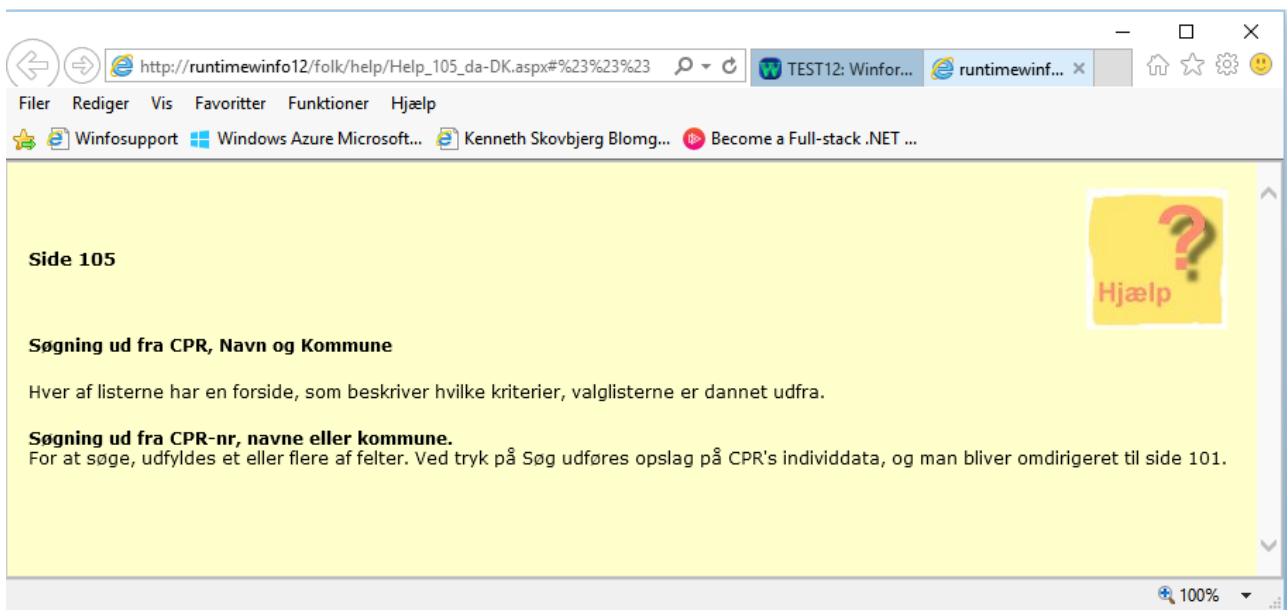 http://runtimewinfo12/folk/help/Help_105_da-DK.aspx#%23%23%23
TEST12: Winfor...
runtimewinf...
Filer Rediger Vis Favoritter Funktioner Hjælp
Winfosupport Windows Azure Microsoft... Kenneth Skovbjerg Blomg... Become a Full-stack .NET ...
Hjælp
Side 105
Søgning ud fra CPR, Navn og Kommune
Hver af listerne har en forside, som beskriver hvilke kriterier, valglisterne er dannet udfra.
Søgning ud fra CPR-nr, navne eller kommune.
For at søge, udfyldes et eller flere af felter. Ved tryk på Søg udføres opslag på CPR's individdata, og man bliver omdirigeret til side 101.
100%